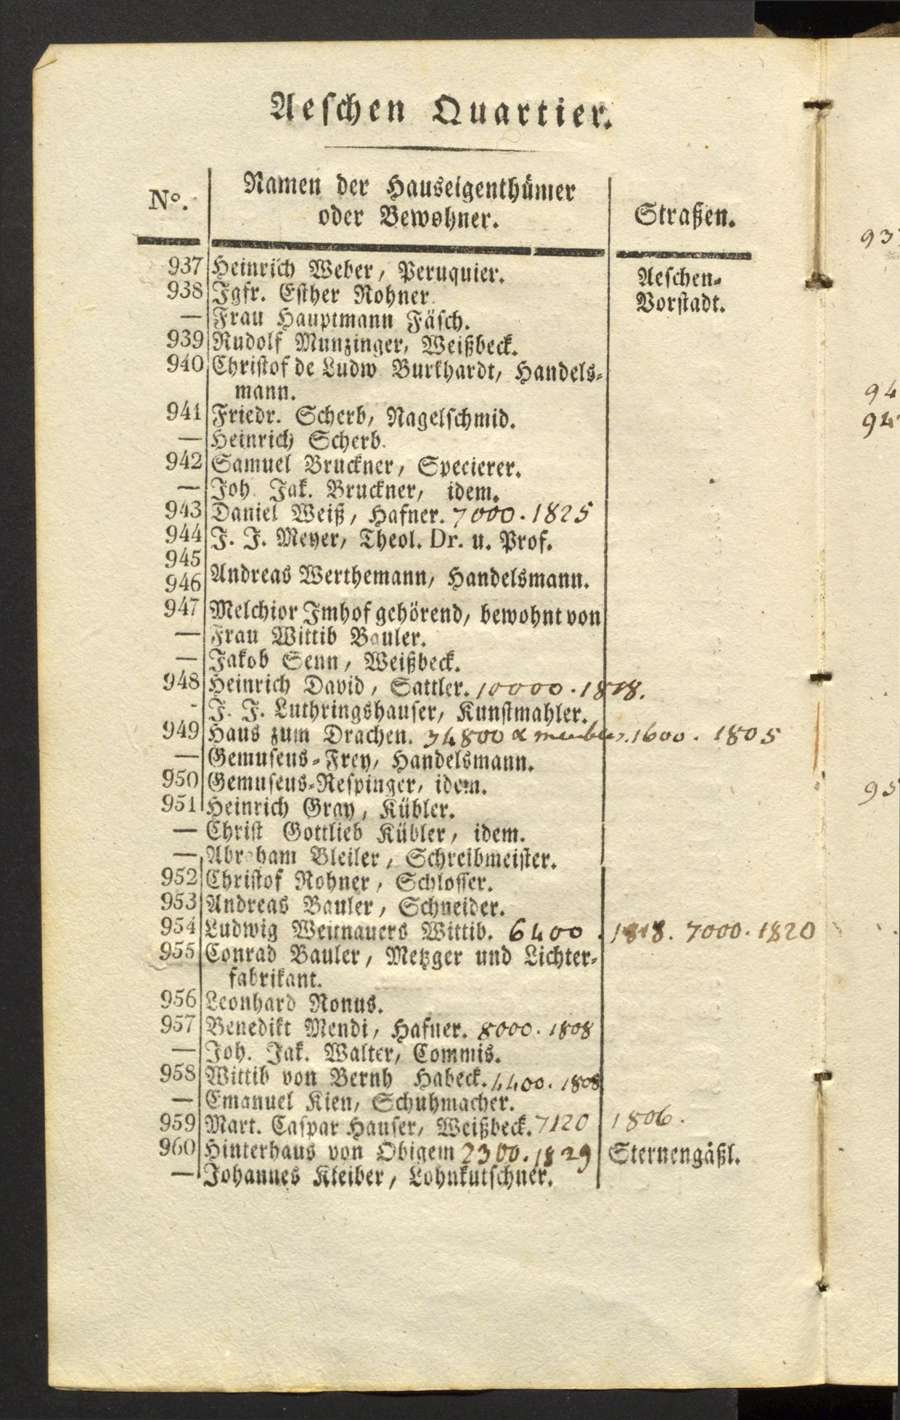 Aeschen Quartier.
No. Namen der Hauseigenthümer oder Bewohner. Straßen.
937 Heinrich Weber, Peruquier. Aeschen-
938 Jgfr. Esther Rohner. Vorstadt.
— Frau Hauptmann Fäsch.
939 Rudolf Munzinger, Weißbeck.
940 Christof de Ludw Burkhardt, Handels-
mann.
941 Friedr. Scherb, Nagelschmid.
— Heinrich Scherb.
942 Samuel Bruckner, Specierer.
— Joh. Jak. Bruckner, idem.
943 Daniel Weiß, Hafner. 7000. 1825
944 J. J. Meyer, Theol. Dr. u. Prof.
945
946 Andreas Werthemann, Handelsmann.
947 Melchior Imhof gehörend, bewohnt von
— Frau Wittib Bauler.
— Jakob Senn, Weißbeck.
948 Heinrich David, Sattler. 10000. 1808.
- J. J. Luthringshauser, Kunstmahler.
949 Haus zum Drachen. 34800 & 1600. 1805
— Gemuseus-Frey, Handelsmann.
950 Gemuseus-Respinger, idem.
951 Heinrich Gray, Kübler.
— Christ Gottlieb Kübler, idem.
— Abraham Bleiler, Schreibmeister.
952 Christof Rohner, Schlosser.
953 Andreas Bauler, Schneider.
954 Ludwig Weitnauers Wittib. 6400. 1818. 7000. 1820
955 Conrad Bauler, Metzger und Lichter-
fabrikant.
956 Leonhard Nonus.
957 Benedikt Mendi, Hafner. 8000. 1808
— Joh. Jak. Walter, Commis.
958 Wittib von Bernh Habeck. 4400. 1808
— Emanuel Kien, Schuhmacher.
959 Mart. Caspar Hauser, Weißbeck. 7120 1806.
960 Hinterhaus von Obigem 2300. 1829 Sternengäßl.
— Johannes Kleiber, Lohnkutschner.